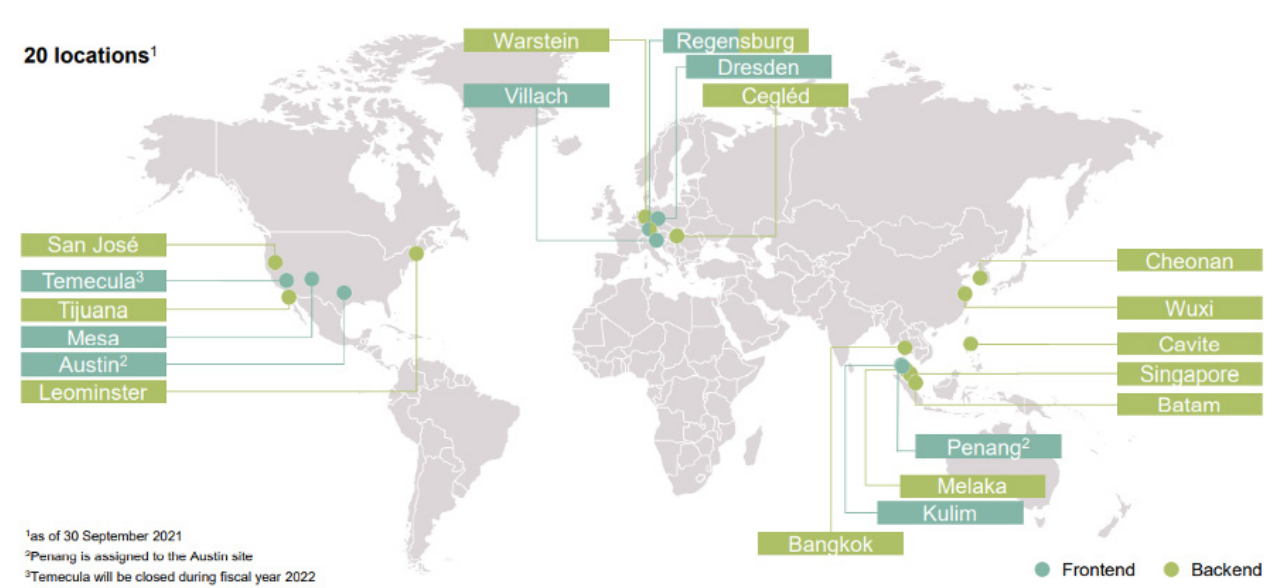 20 locations¹
Warstein
Regensburg
Dresden
Villach
Cegléd
San José
Temecula³
Tijuana
Mesa
Austin²
Leominster
Cheonan
Wuxi
Cavite
Singapore
Batam
Penang²
Melaka
Kulim
Bangkok
¹as of 30 September 2021
²Penang is assigned to the Austin site
³Temecula will be closed during fiscal year 2022
Frontend Backend